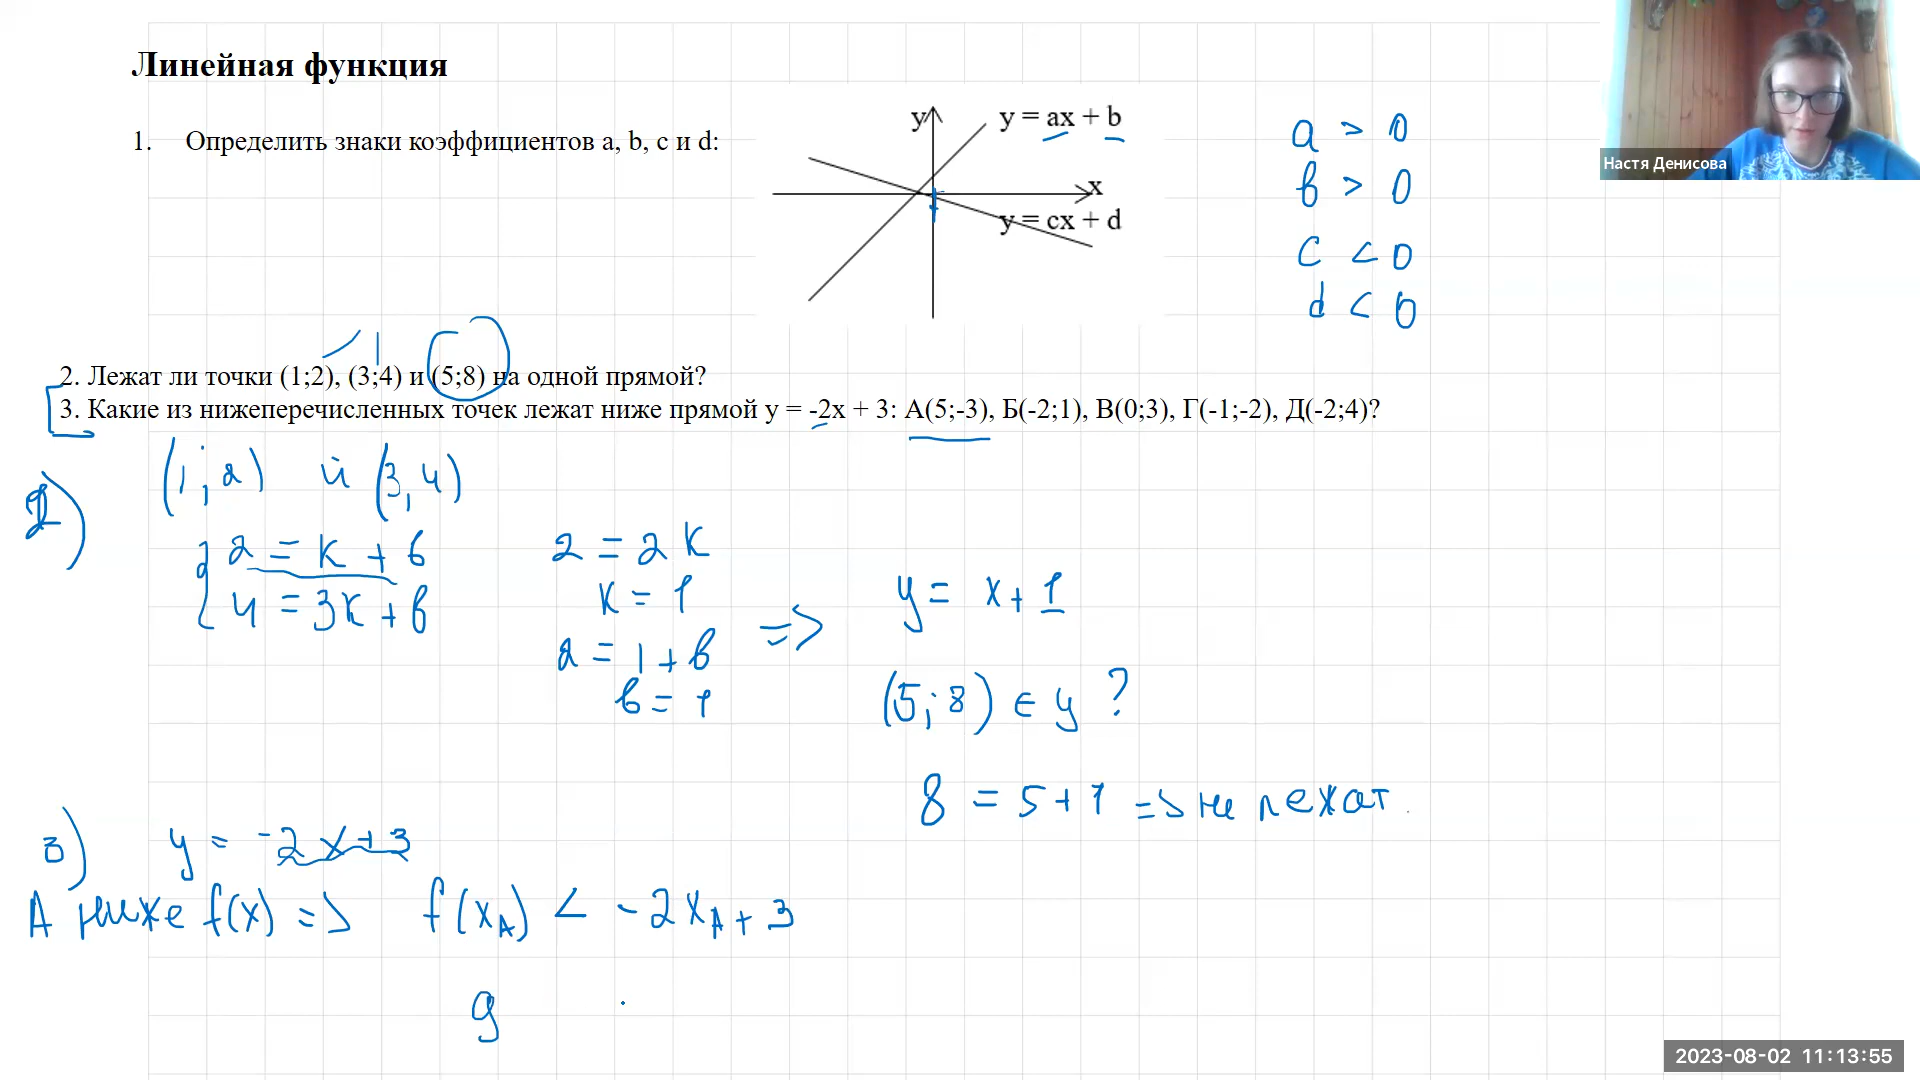 Линейная функция
1. Определить знаки коэффициентов a, b, c и d:
y
y = ax + b
x
y = cx + d
a > 0
b > 0
c < 0
d < 0
Настя Денисова
2. Лежат ли точки (1;2), (3;4) и (5;8) на одной прямой?
3. Какие из нижеперечисленных точек лежат ниже прямой y = -2x + 3: А(5;-3), Б(-2;1), В(0;3), Г(-1;-2), Д(-2;4)?
2)
(1;2) и (3,4)
2 = k + b
4 = 3k + b
2 = 2k
k = 1
2 = 1 + b
b = 1
=> y = x + 1
(5;8) ∈ y ?
8 = 5 + 1 => не лежат.
3) y = -2x+3
А ниже f(x) => f(xA) < -2xA + 3
2023-08-02 11:13:55